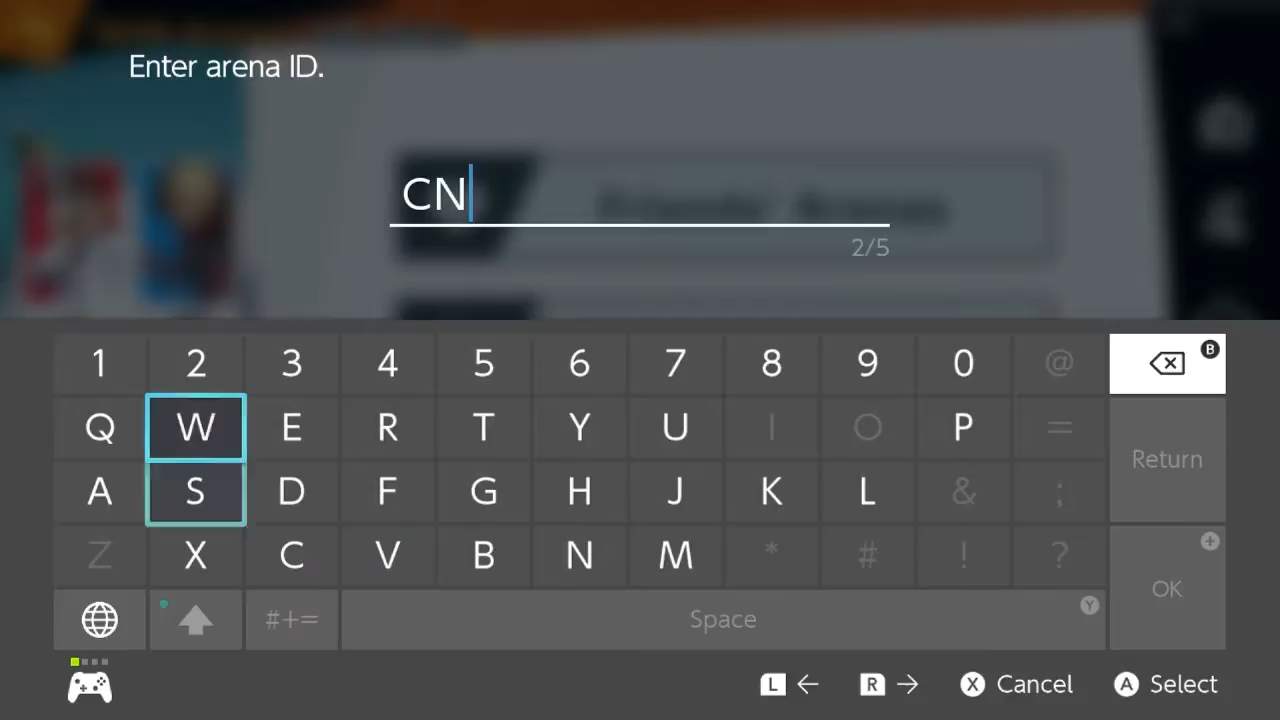 Enter arena ID.
CN
2/5
1 2 3 4 5 6 7 8 9 0 @ B
Q W E R T Y U I O P =
Return
A S D F G H J K L & ;
Z X C V B N M * # ! ? +
OK
#+= Space Y
L ← R → X Cancel A Select